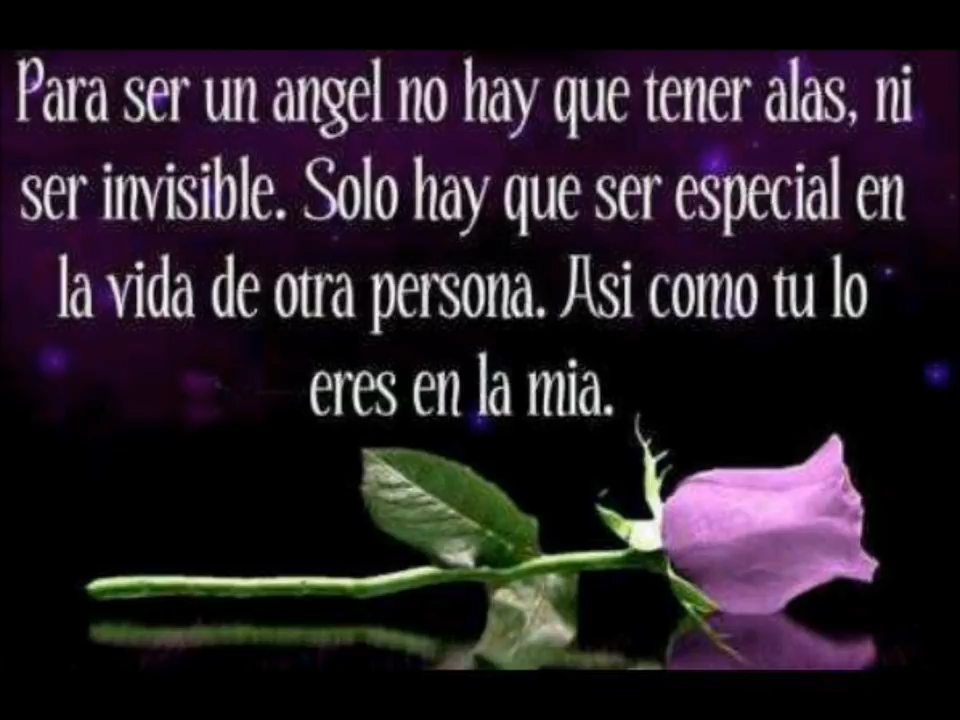 Para ser un angel no hay que tener alas, ni
ser invisible. Solo hay que ser especial en
la vida de otra persona. Asi como tu lo
eres en la mia.